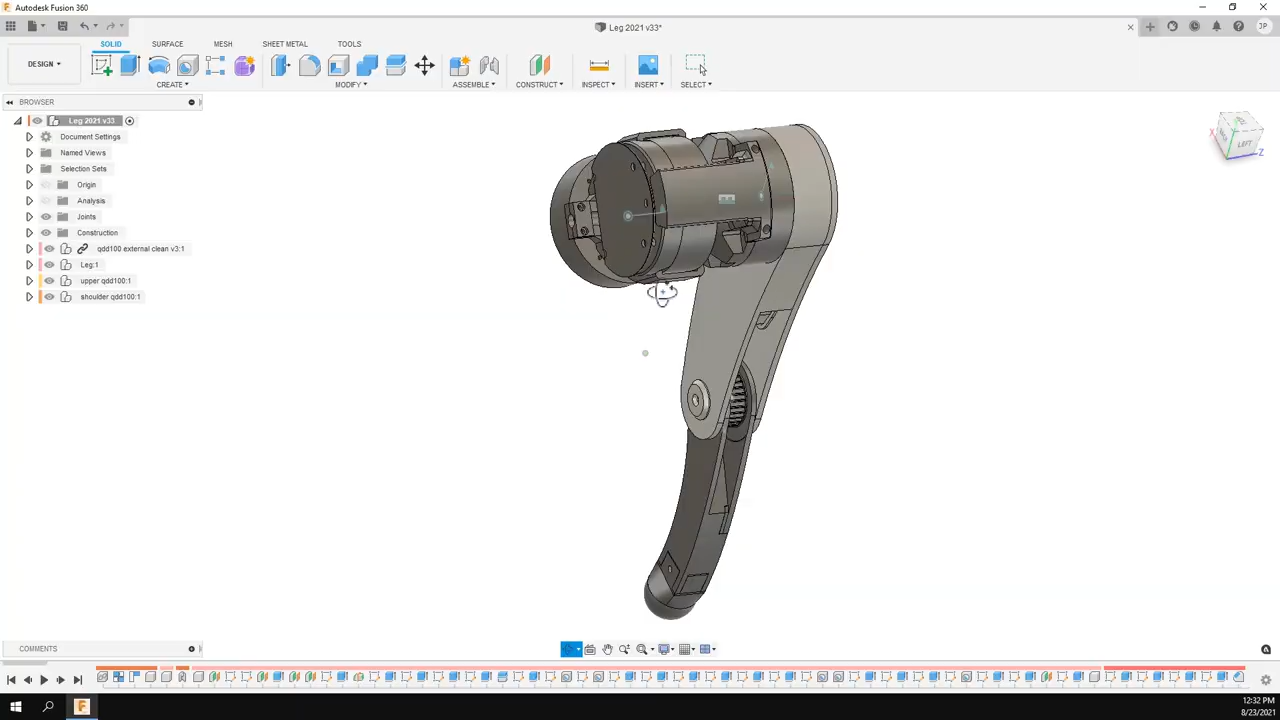 Autodesk Fusion 360
Leg 2021 v33*
JP
DESIGN
SOLID
SURFACE
MESH
SHEET METAL
TOOLS
CREATE
MODIFY
ASSEMBLE
CONSTRUCT
INSPECT
INSERT
SELECT
BROWSER
Leg 2021 v33
Document Settings
Named Views
Selection Sets
Origin
Analysis
Joints
Construction
qdd100 external clean v3:1
Leg:1
upper qdd100:1
shoulder qdd100:1
LEFT
X
Z
COMMENTS
12:32 PM
8/23/2021